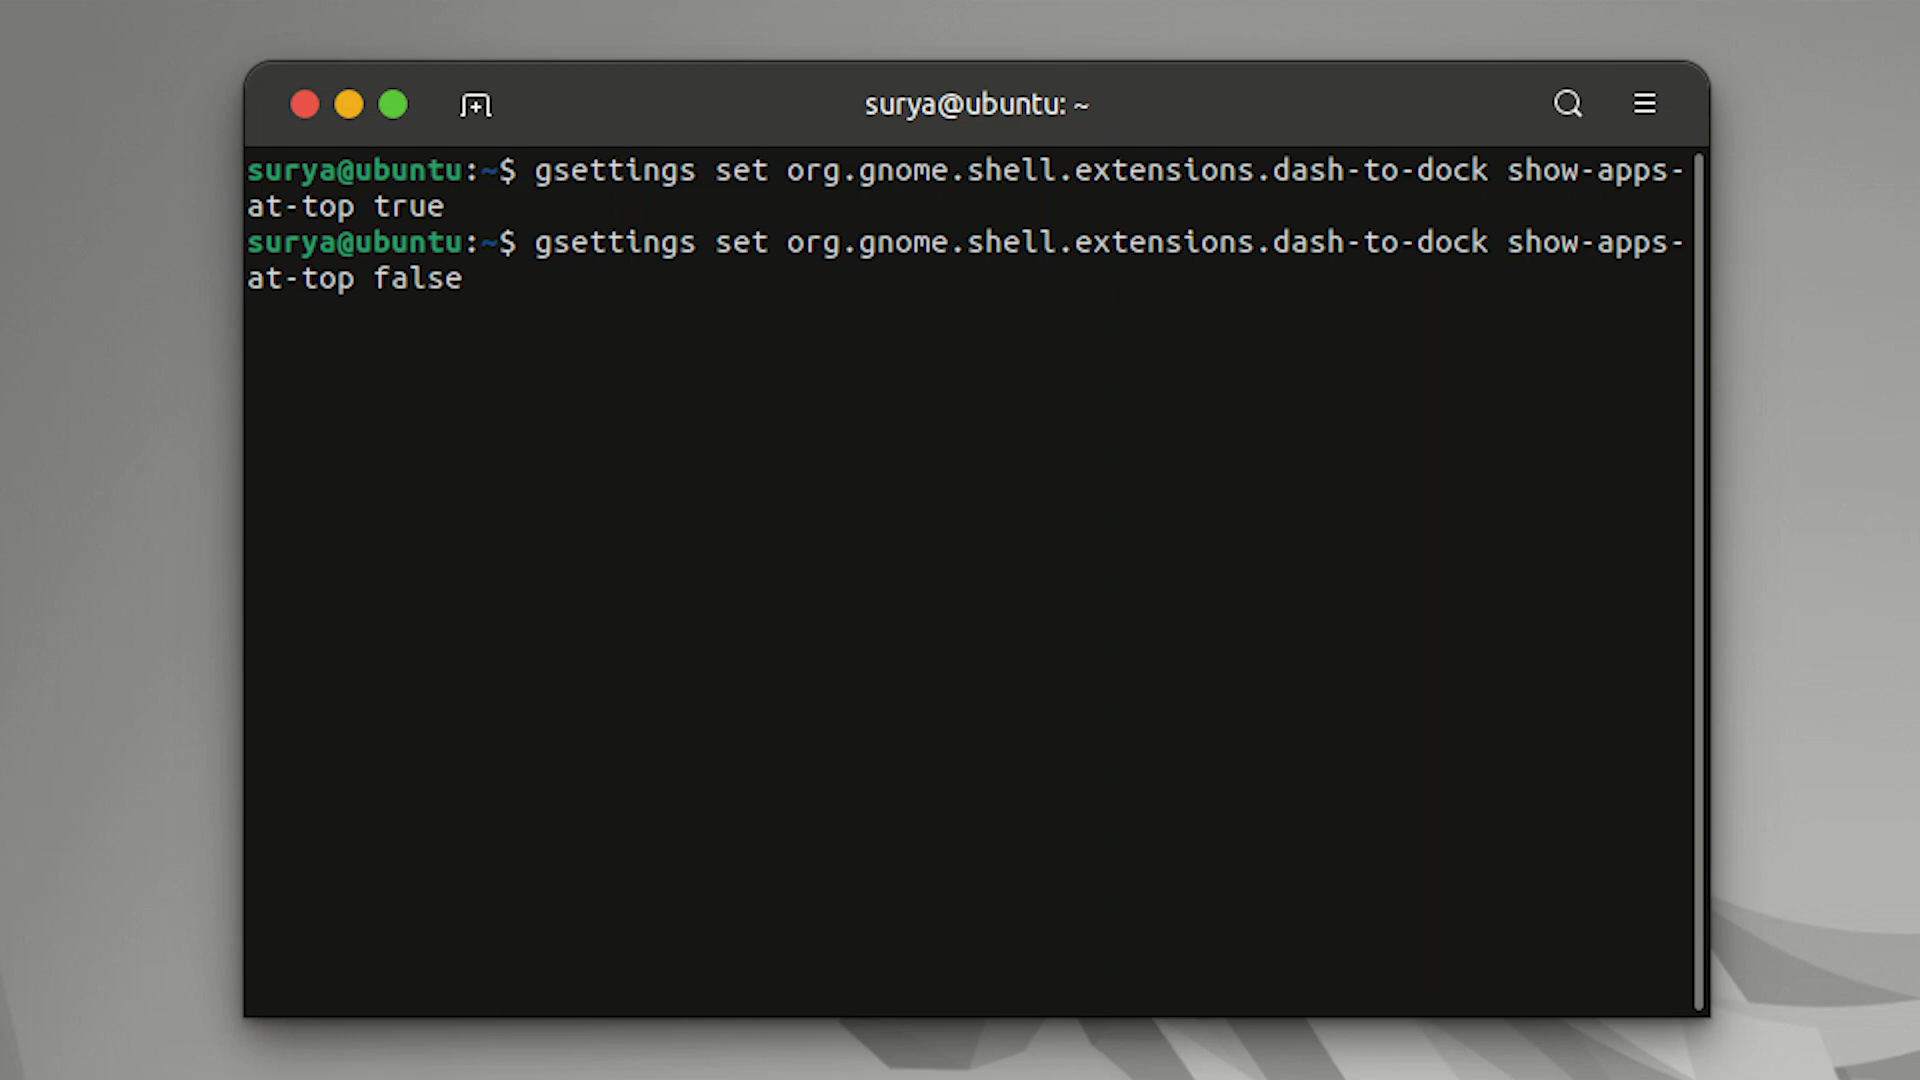 surya@ubuntu: ~
surya@ubuntu:~$ gsettings set org.gnome.shell.extensions.dash-to-dock show-apps-
at-top true
surya@ubuntu:~$ gsettings set org.gnome.shell.extensions.dash-to-dock show-apps-
at-top false